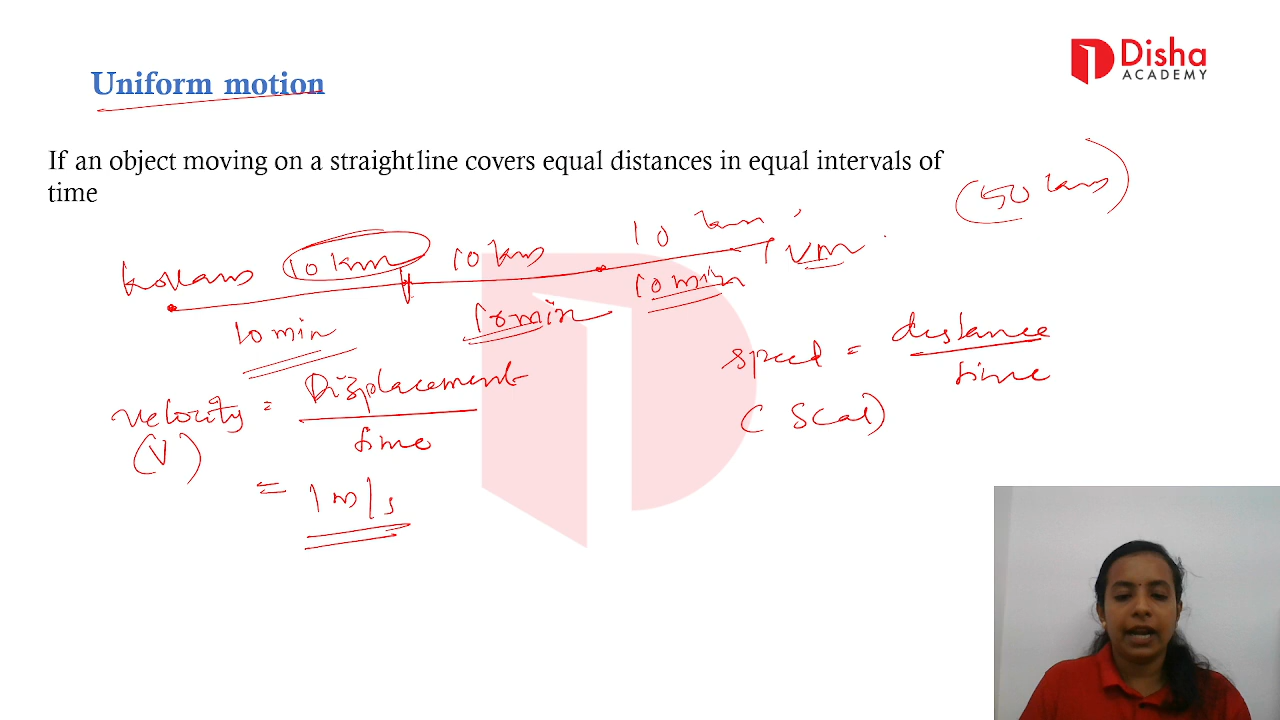 Disha
ACADEMY
Uniform motion
If an object moving on a straight line covers equal distances in equal intervals of
time
(50 kms)
10 km 10 kms 10 km
10 min 10 min 10 min
Velocity = Displacement
time
(V)
= 1 m/s
speed = distance
time
(Scal)